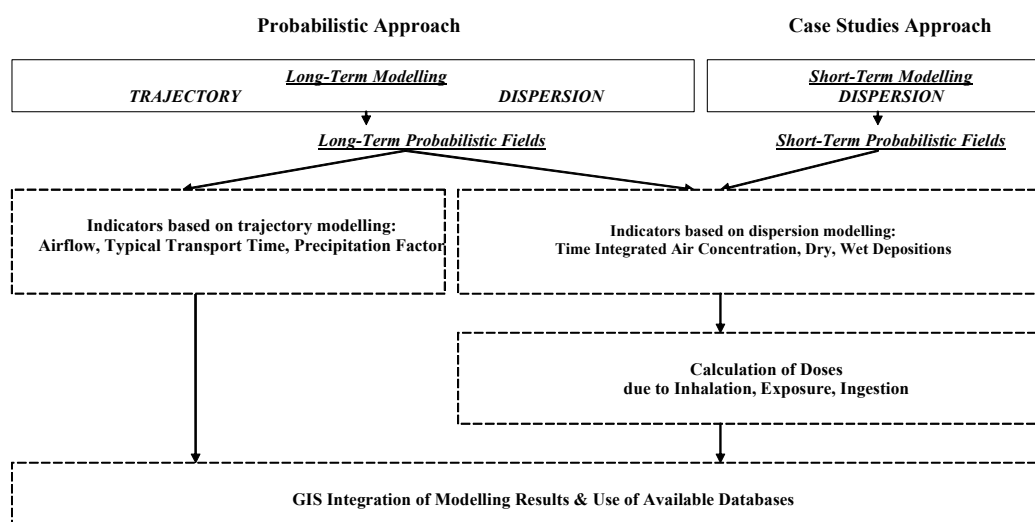 Probabilistic Approach
Case Studies Approach
Long-Term Modelling
TRAJECTORY DISPERSION
Short-Term Modelling
DISPERSION
Long-Term Probabilistic Fields
Short-Term Probabilistic Fields
Indicators based on trajectory modelling:
Airflow, Typical Transport Time, Precipitation Factor
Indicators based on dispersion modelling:
Time Integrated Air Concentration, Dry, Wet Depositions
Calculation of Doses
due to Inhalation, Exposure, Ingestion
GIS Integration of Modelling Results & Use of Available Databases